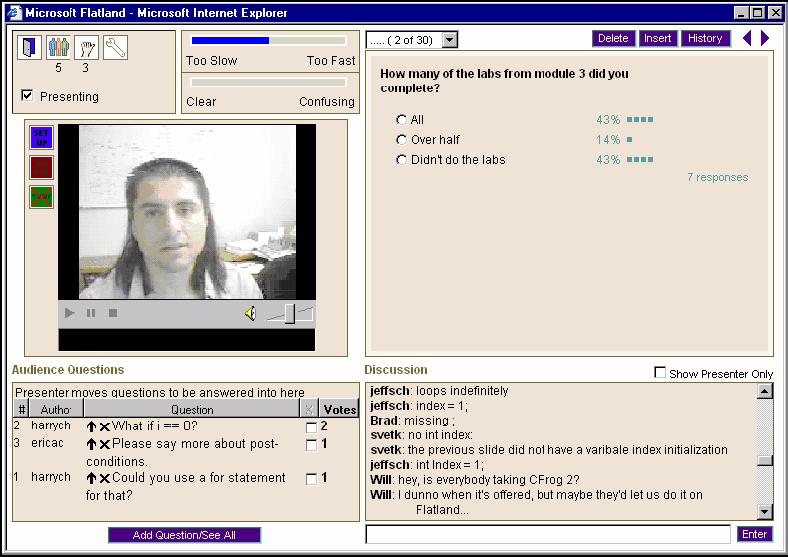 Microsoft Flatland - Microsoft Internet Explorer
5
3
Presenting
Too Slow
Too Fast
Clear
Confusing
..... ( 2 of 30)
Delete
Insert
History
How many of the labs from module 3 did you
complete?
All 43%
Over half 14%
Didn't do the labs 43%
7 responses
SET
UP
Audience Questions
Presenter moves questions to be answered into here
# Author Question X Votes
2 harrych What if i == 0? 2
3 ericac Please say more about post-
conditions. 1
1 harrych Could you use a for statement
for that? 1
Add Question/See All
Discussion
Show Presenter Only
jeffsch: loops indefinitely
jeffsch: index = 1;
Brad: missing ;
svetk: no int index:
svetk: the previous slide did not have a varibale index initialization
jeffsch: int Index = 1;
Will: hey, is everybody taking CFrog 2?
Will: I dunno when it's offered, but maybe they'd let us do it on
Flatland...
Enter